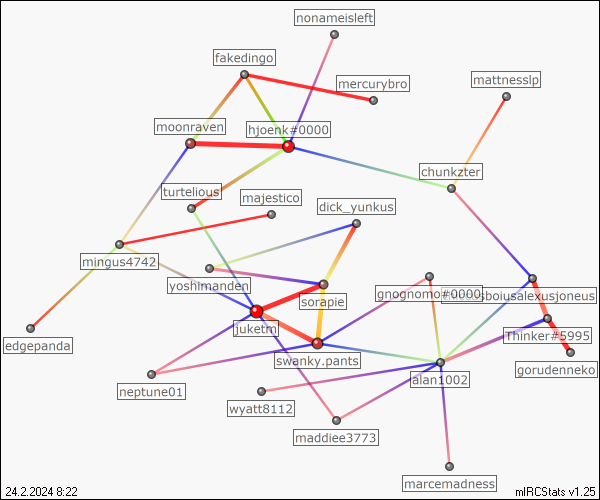 nonameisleft
fakedingo
mercurybro
mattnesslp
moonraven
hjoenk#0000
chunkzter
turtelious
majestico
dick_yunkus
mingus4742
yoshimanden
sorapie
gnognomo#0000
sboiusalexusjoneus
juketm
Thinker#5995
edgepanda
swanky.pants
gorudenneko
alan1002
neptune01
wyatt8112
maddiee3773
marcemadness
24.2.2024 8:22
mIRCStats v1.25